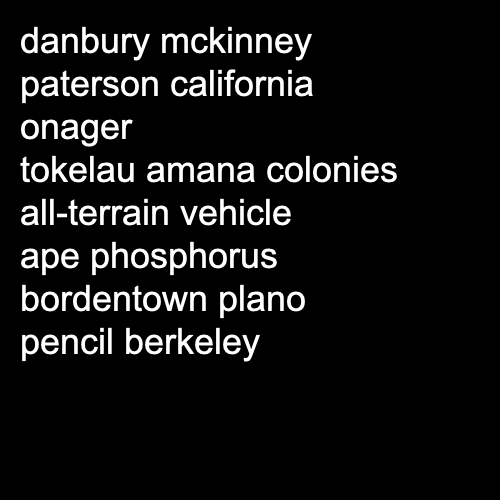 danbury mckinney
paterson california
onager
tokelau amana colonies
all-terrain vehicle
ape phosphorus
bordentown plano
pencil berkeley